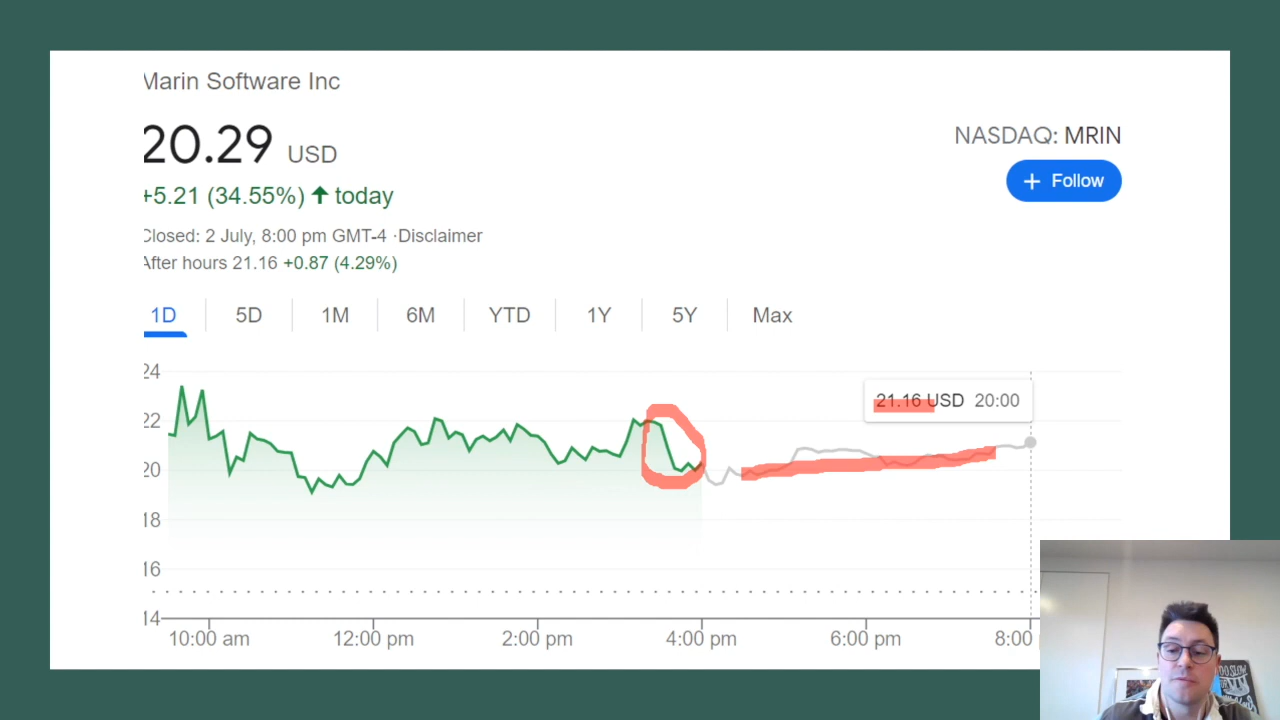 Marin Software Inc
20.29 USD
NASDAQ: MRIN
+ Follow
+5.21 (34.55%) ↑ today
Closed: 2 July, 8:00 pm GMT-4 ·Disclaimer
After hours 21.16 +0.87 (4.29%)
1D 5D 1M 6M YTD 1Y 5Y Max
24
22
20
18
16
14
21.16 USD 20:00
10:00 am 12:00 pm 2:00 pm 4:00 pm 6:00 pm 8:00